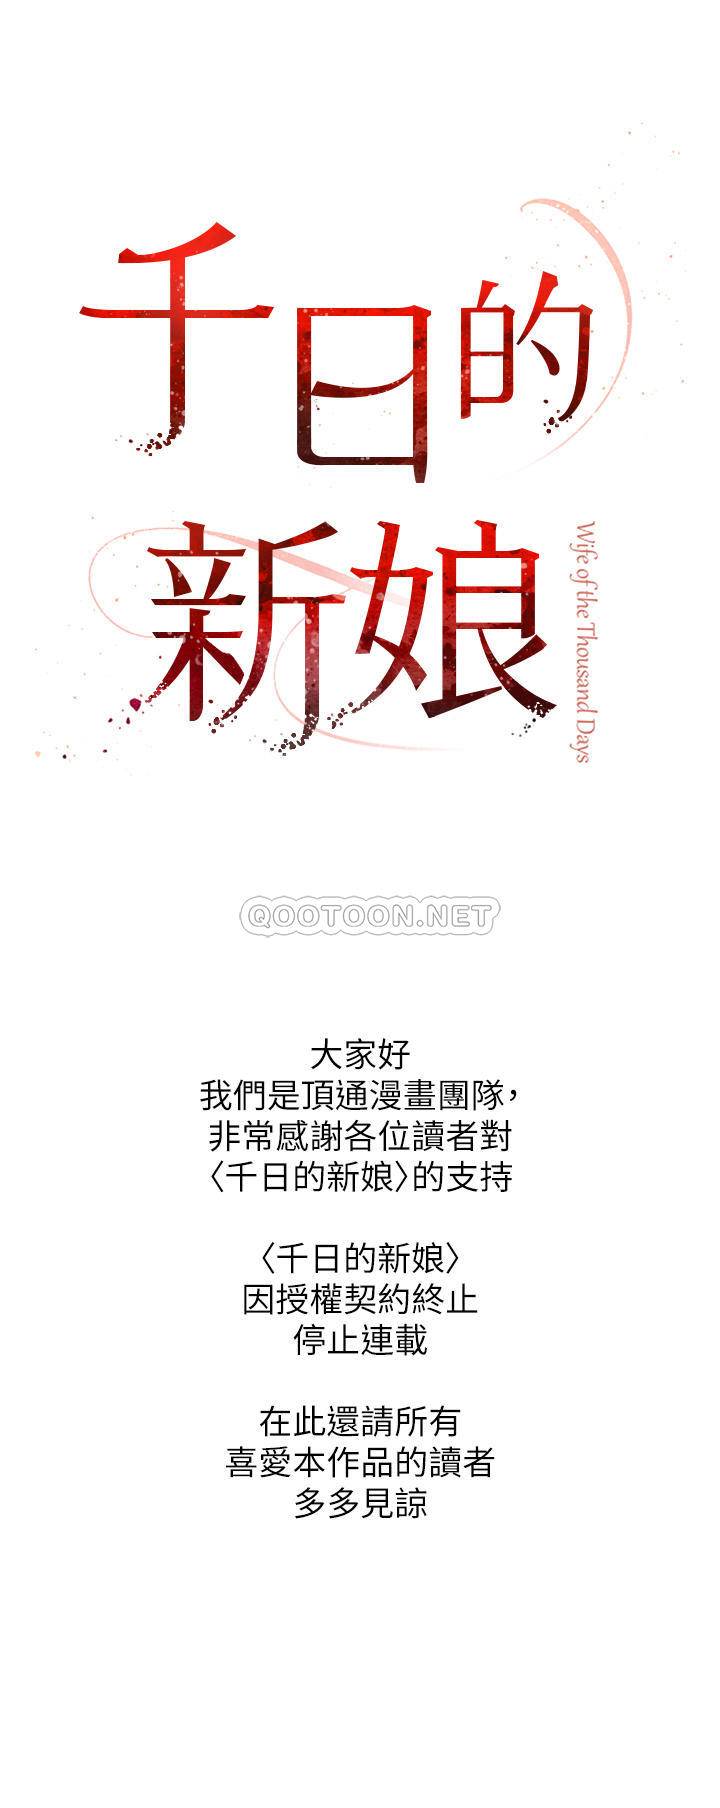 千日的
新娘
Wife of the Thousand Days
QOOTOON.NET
大家好
我們是頂通漫畫團隊，
非常感謝各位讀者對
〈千日的新娘〉的支持
〈千日的新娘〉
因授權契約終止
停止連載
在此還請所有
喜愛本作品的讀者
多多見諒